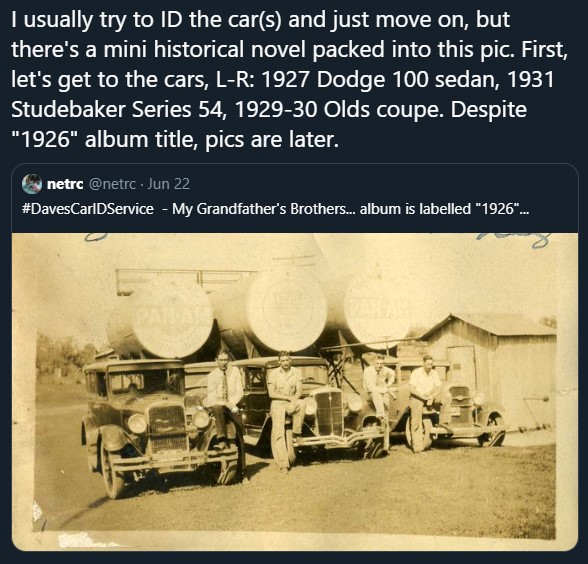 I usually try to ID the car(s) and just move on, but
there's a mini historical novel packed into this pic. First,
let's get to the cars, L-R: 1927 Dodge 100 sedan, 1931
Studebaker Series 54, 1929-30 Olds coupe. Despite
"1926" album title, pics are later.
netrc @netrc · Jun 22
#DavesCarIDService - My Grandfather's Brothers... album is labelled "1926"...
PAN-AM
PAN-AM